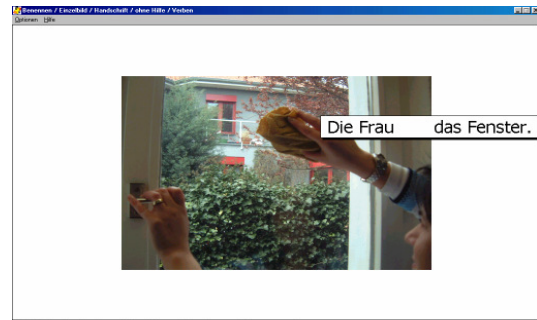 Benennen / Einzelbild / Handschrift / ohne Hilfe / Verben
Optionen Hilfe
Die Frau das Fenster.